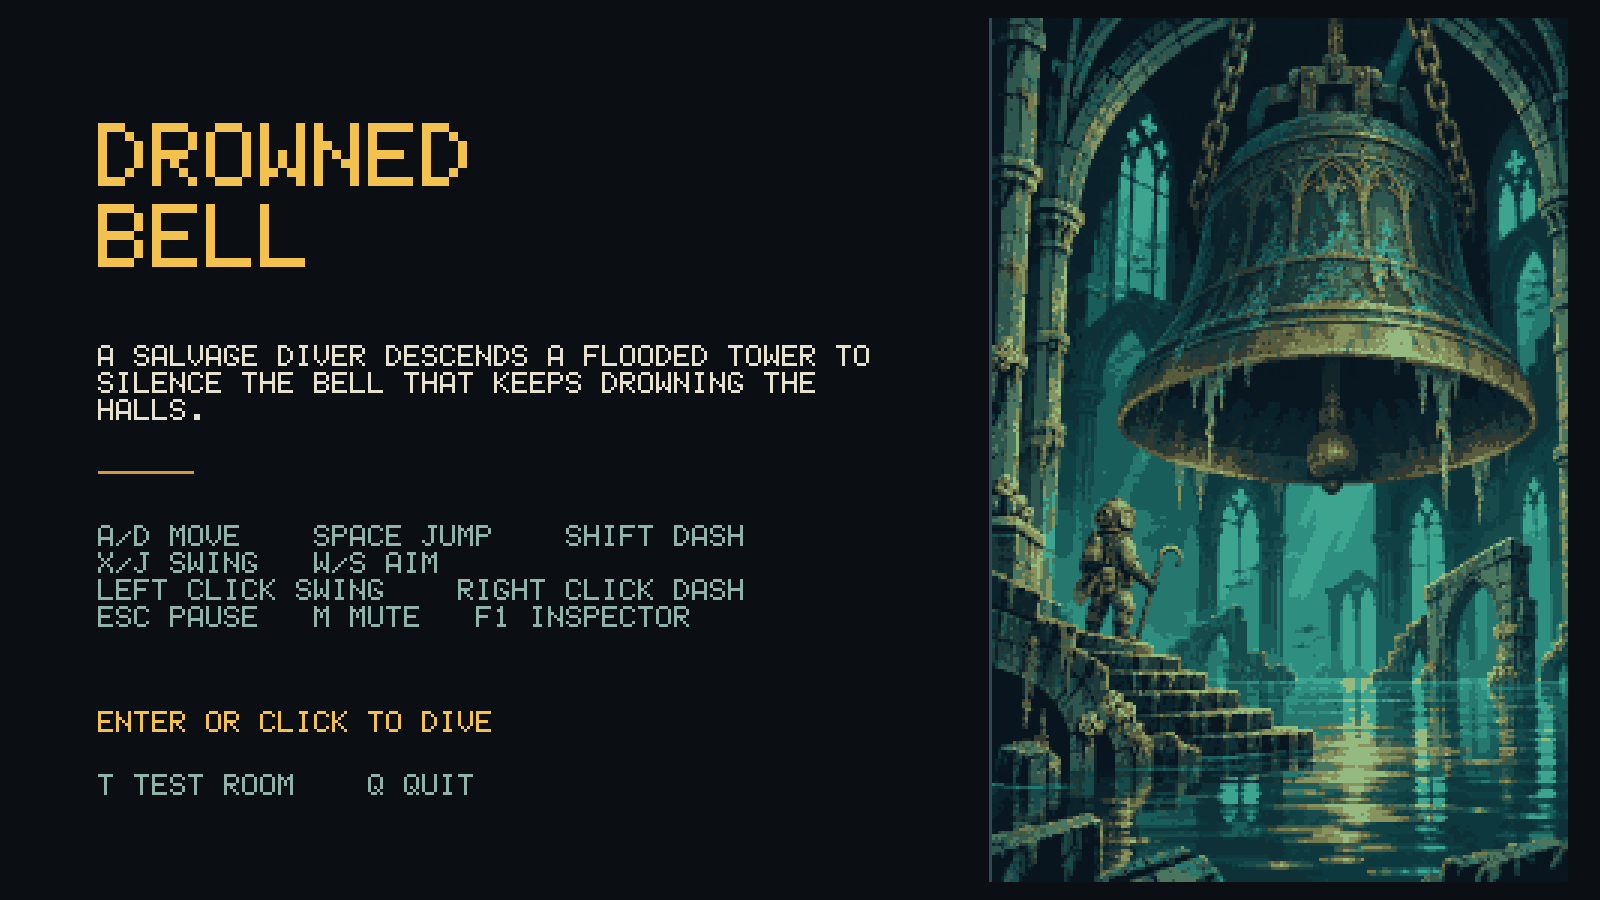 DROWNED
BELL
A SALVAGE DIVER DESCENDS A FLOODED TOWER TO
SILENCE THE BELL THAT KEEPS DROWNING THE
HALLS.
A/D MOVE    SPACE JUMP    SHIFT DASH
X/J SWING   W/S AIM
LEFT CLICK SWING    RIGHT CLICK DASH
ESC PAUSE   M MUTE   F1 INSPECTOR
ENTER OR CLICK TO DIVE
T TEST ROOM    Q QUIT